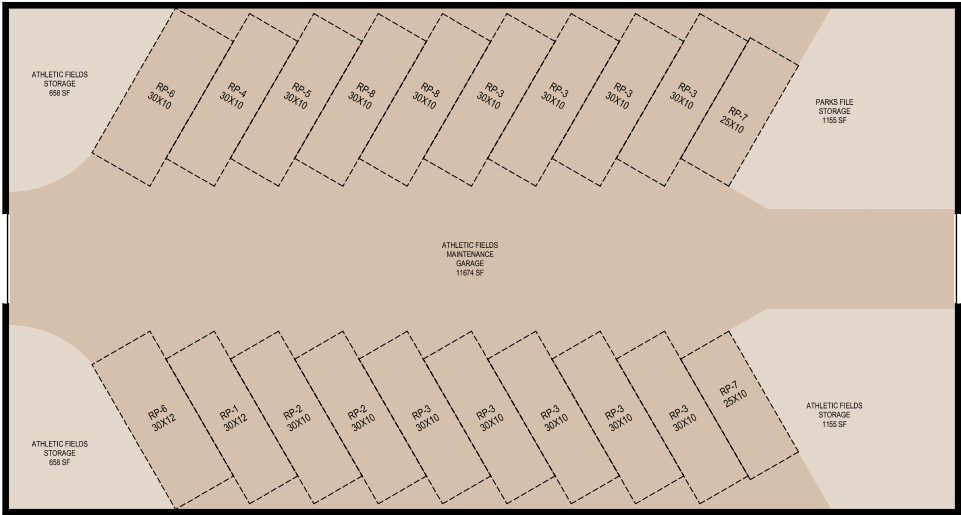 ATHLETIC FIELDS
STORAGE
658 SF
RP-6
30X10
RP-4
30X10
RP-5
30X10
RP-8
30X10
RP-8
30X10
RP-3
30X10
RP-3
30X10
RP-3
30X10
RP-3
30X10
RP-7
25X10
PARKS FILE
STORAGE
1155 SF
ATHLETIC FIELDS
MAINTENANCE
GARAGE
11674 SF
ATHLETIC FIELDS
STORAGE
658 SF
RP-6
30X12
RP-1
30X12
RP-2
30X10
RP-2
30X10
RP-3
30X10
RP-3
30X10
RP-3
30X10
RP-3
30X10
RP-3
30X10
RP-7
25X10
ATHLETIC FIELDS
STORAGE
1155 SF